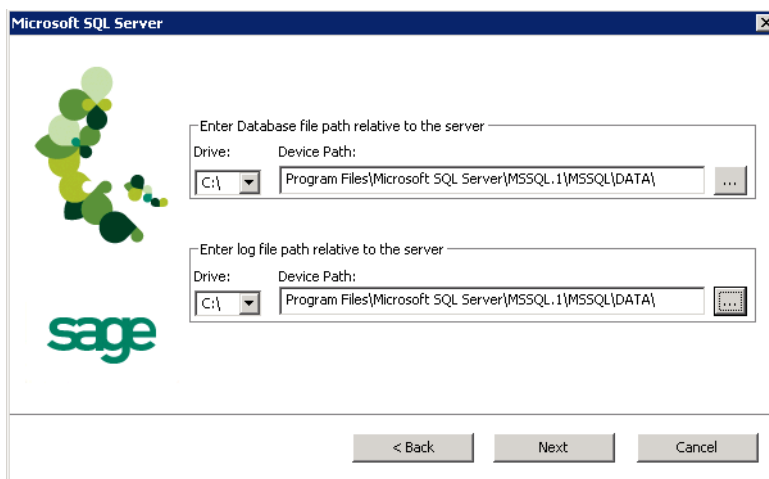 Microsoft SQL Server
Enter Database file path relative to the server
Drive: Device Path:
C:\ Program Files\Microsoft SQL Server\MSSQL.1\MSSQL\DATA\ ...
Enter log file path relative to the server
Drive: Device Path:
C:\ Program Files\Microsoft SQL Server\MSSQL.1\MSSQL\DATA\ ...
sage
< Back Next Cancel